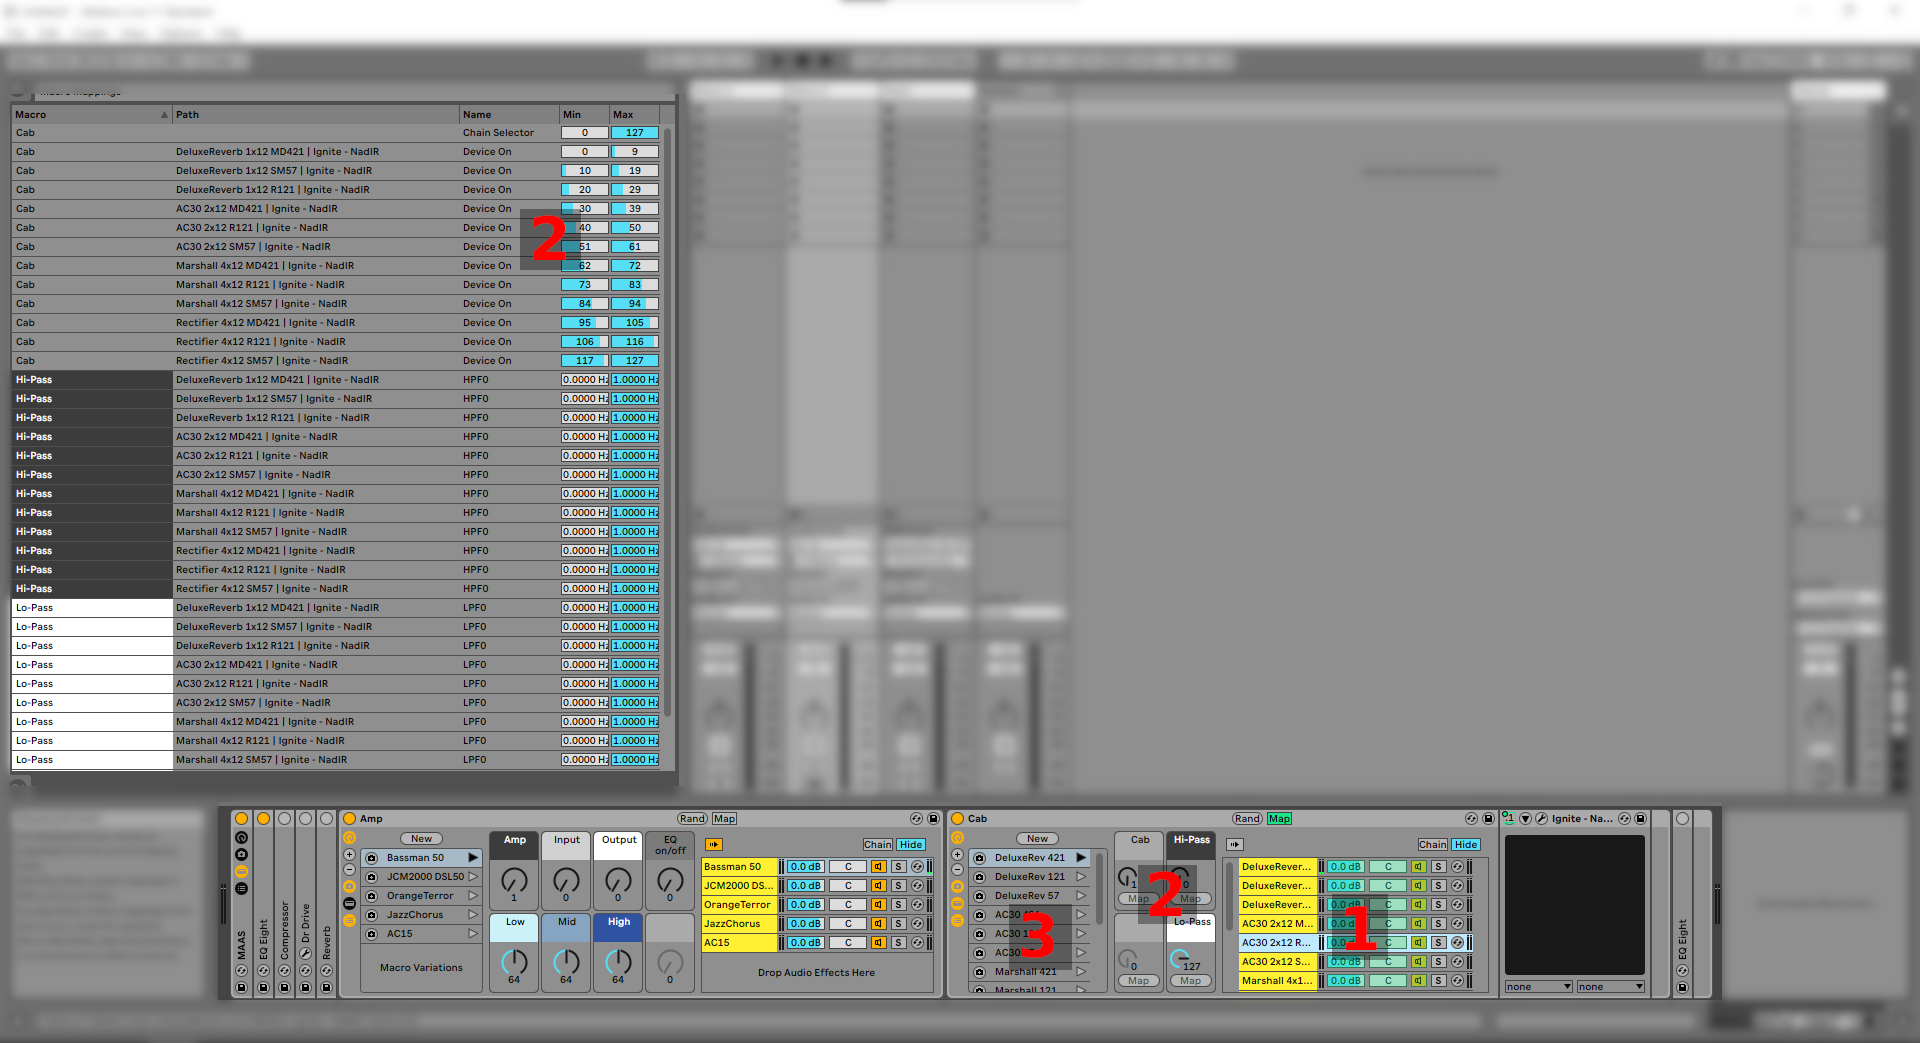 Macro Path Name Min Max
Cab Chain Selector 0 127
Cab DeluxeReverb 1x12 MD421 | Ignite - NadIR Device On 0 9
Cab DeluxeReverb 1x12 SM57 | Ignite - NadIR Device On 10 19
Cab DeluxeReverb 1x12 R121 | Ignite - NadIR Device On 20 29
Cab AC30 2x12 MD421 | Ignite - NadIR Device On 30 39
Cab AC30 2x12 R121 | Ignite - NadIR Device On 40 50
Cab AC30 2x12 SM57 | Ignite - NadIR Device On 51 61
2
Cab Marshall 4x12 MD421 | Ignite - NadIR Device On 62 72
Cab Marshall 4x12 R121 | Ignite - NadIR Device On 73 83
Cab Marshall 4x12 SM57 | Ignite - NadIR Device On 84 94
Cab Rectifier 4x12 MD421 | Ignite - NadIR Device On 95 105
Cab Rectifier 4x12 R121 | Ignite - NadIR Device On 106 116
Cab Rectifier 4x12 SM57 | Ignite - NadIR Device On 117 127
Hi-Pass DeluxeReverb 1x12 MD421 | Ignite - NadIR HPF0 0.0000 Hz 1.0000 Hz
Hi-Pass DeluxeReverb 1x12 SM57 | Ignite - NadIR HPF0 0.0000 Hz 1.0000 Hz
Hi-Pass DeluxeReverb 1x12 R121 | Ignite - NadIR HPF0 0.0000 Hz 1.0000 Hz
Hi-Pass AC30 2x12 MD421 | Ignite - NadIR HPF0 0.0000 Hz 1.0000 Hz
Hi-Pass AC30 2x12 R121 | Ignite - NadIR HPF0 0.0000 Hz 1.0000 Hz
Hi-Pass AC30 2x12 SM57 | Ignite - NadIR HPF0 0.0000 Hz 1.0000 Hz
Hi-Pass Marshall 4x12 MD421 | Ignite - NadIR HPF0 0.0000 Hz 1.0000 Hz
Hi-Pass Marshall 4x12 R121 | Ignite - NadIR HPF0 0.0000 Hz 1.0000 Hz
Hi-Pass Marshall 4x12 SM57 | Ignite - NadIR HPF0 0.0000 Hz 1.0000 Hz
Hi-Pass Rectifier 4x12 MD421 | Ignite - NadIR HPF0 0.0000 Hz 1.0000 Hz
Hi-Pass Rectifier 4x12 R121 | Ignite - NadIR HPF0 0.0000 Hz 1.0000 Hz
Hi-Pass Rectifier 4x12 SM57 | Ignite - NadIR HPF0 0.0000 Hz 1.0000 Hz
Lo-Pass DeluxeReverb 1x12 MD421 | Ignite - NadIR LPF0 0.0000 Hz 1.0000 Hz
Lo-Pass DeluxeReverb 1x12 SM57 | Ignite - NadIR LPF0 0.0000 Hz 1.0000 Hz
Lo-Pass DeluxeReverb 1x12 R121 | Ignite - NadIR LPF0 0.0000 Hz 1.0000 Hz
Lo-Pass AC30 2x12 MD421 | Ignite - NadIR LPF0 0.0000 Hz 1.0000 Hz
Lo-Pass AC30 2x12 R121 | Ignite - NadIR LPF0 0.0000 Hz 1.0000 Hz
Lo-Pass AC30 2x12 SM57 | Ignite - NadIR LPF0 0.0000 Hz 1.0000 Hz
Lo-Pass Marshall 4x12 MD421 | Ignite - NadIR LPF0 0.0000 Hz 1.0000 Hz
Lo-Pass Marshall 4x12 R121 | Ignite - NadIR LPF0 0.0000 Hz 1.0000 Hz
Lo-Pass Marshall 4x12 SM57 | Ignite - NadIR LPF0 0.0000 Hz 1.0000 Hz
MAAS
EQ Eight
Compressor
Dr Drive
Reverb
Amp Rand Map
New
Bassman 50
JCM2000 DSL50
OrangeTerror
JazzChorus
AC15
Macro Variations
Amp Input Output EQ on/off
1 0 0 0
Low Mid High
64 64 64 0
Chain Hide
Bassman 50 0.0 dB C S
JCM2000 DS... 0.0 dB C S
OrangeTerror 0.0 dB C S
JazzChorus 0.0 dB C S
AC15 0.0 dB C S
Drop Audio Effects Here
Cab Rand Map
New
DeluxeRev 421
DeluxeRev 121
DeluxeRev 57
AC30
AC30
AC30
Marshall 421
Marshall 121
3
Cab Hi-Pass
1 0
Map Map
2
Lo-Pass
0 127
Map Map
Chain Hide
DeluxeRever... 0.0 dB C S
DeluxeRever... 0.0 dB C S
DeluxeRever... 0.0 dB C S
AC30 2x12 M... 0.0 dB C S
AC30 2x12 R... 0.0 dB C S
AC30 2x12 S... 0.0 dB C S
Marshall 4x1... 0.0 dB C S
1
Ignite - Na...
none none
EQ Eight